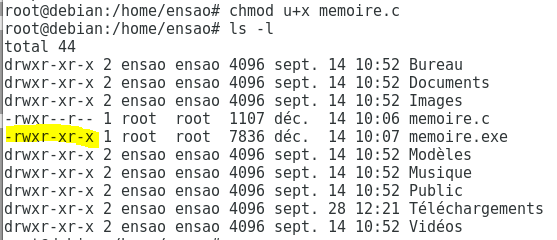 root@debian:/home/ensao# chmod u+x memoire.c
root@debian:/home/ensao# ls -l
total 44
drwxr-xr-x 2 ensao ensao 4096 sept. 14 10:52 Bureau
drwxr-xr-x 2 ensao ensao 4096 sept. 14 10:52 Documents
drwxr-xr-x 2 ensao ensao 4096 sept. 14 10:52 Images
-rwxr--r-- 1 root  root  1107 déc.  14 10:06 memoire.c
-rwxr-xr-x 1 root  root  7836 déc.  14 10:07 memoire.exe
drwxr-xr-x 2 ensao ensao 4096 sept. 14 10:52 Modèles
drwxr-xr-x 2 ensao ensao 4096 sept. 14 10:52 Musique
drwxr-xr-x 2 ensao ensao 4096 sept. 14 10:52 Public
drwxr-xr-x 2 ensao ensao 4096 sept. 28 12:21 Téléchargements
drwxr-xr-x 2 ensao ensao 4096 sept. 14 10:52 Vidéos